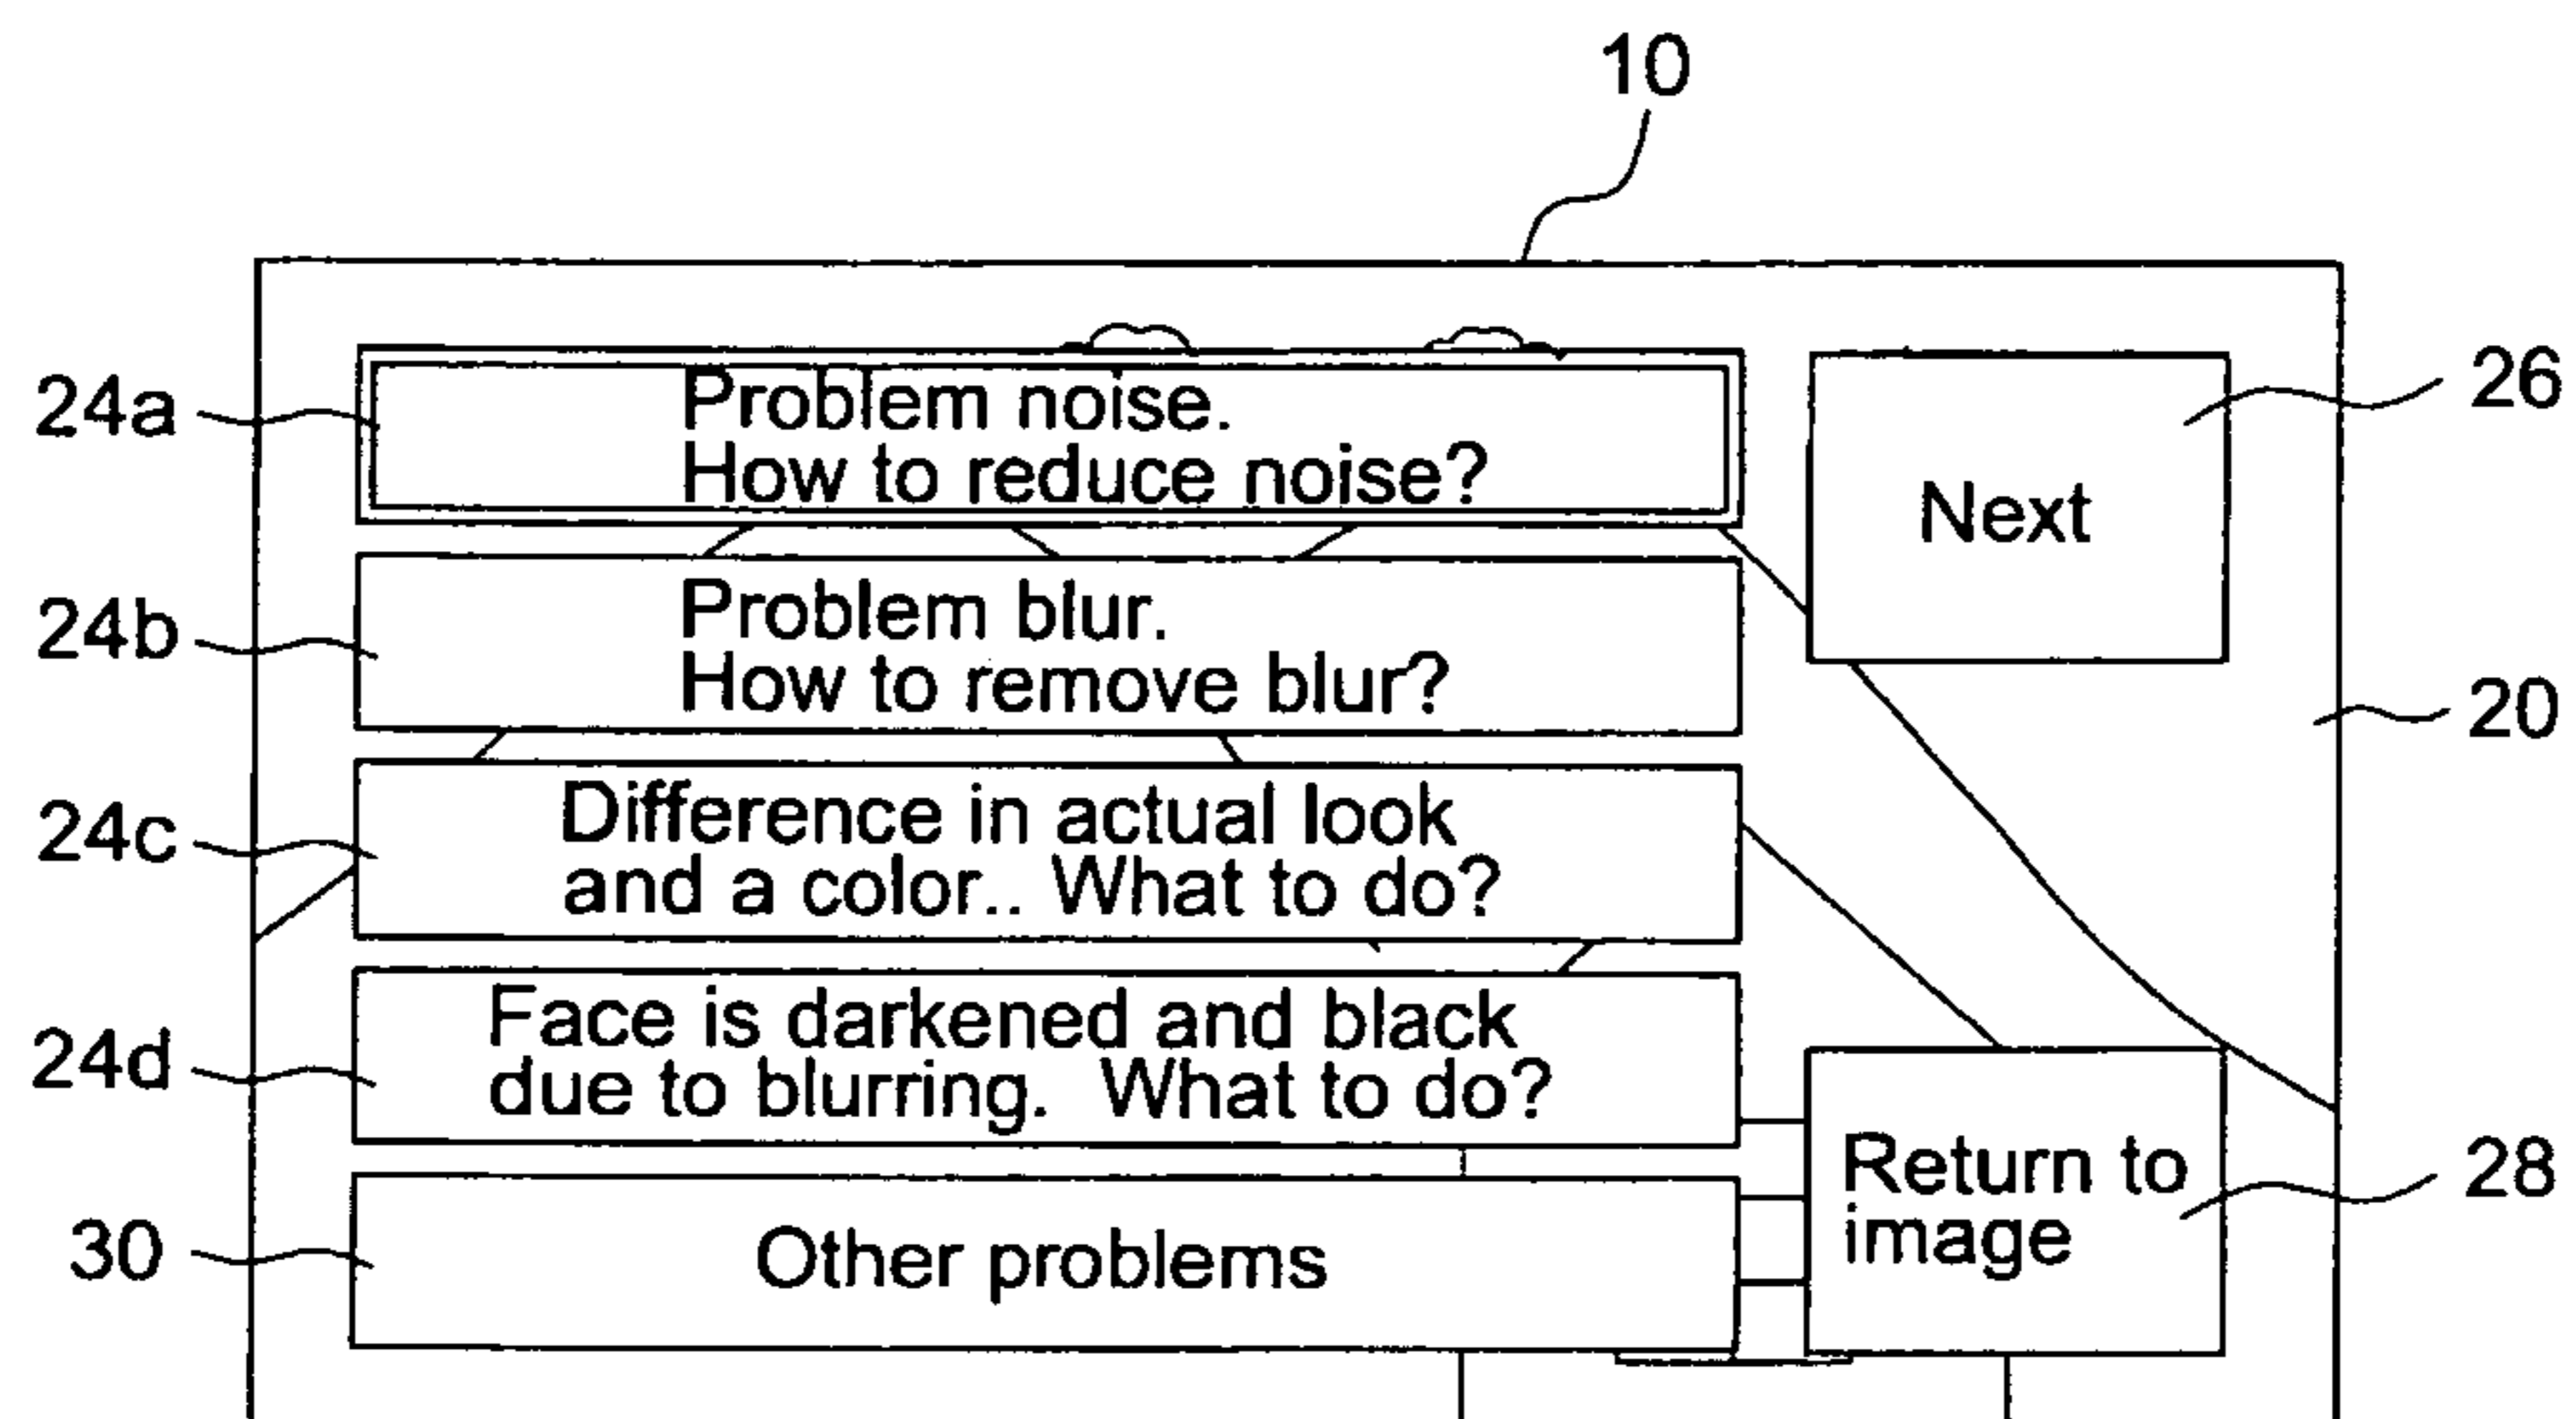 10
24a
Problem noise.
How to reduce noise?
26
Next
24b
Problem blur.
How to remove blur?
20
24c
Difference in actual look
and a color.. What to do?
24d
Face is darkened and black
due to blurring. What to do?
Return to
image
28
30
Other problems